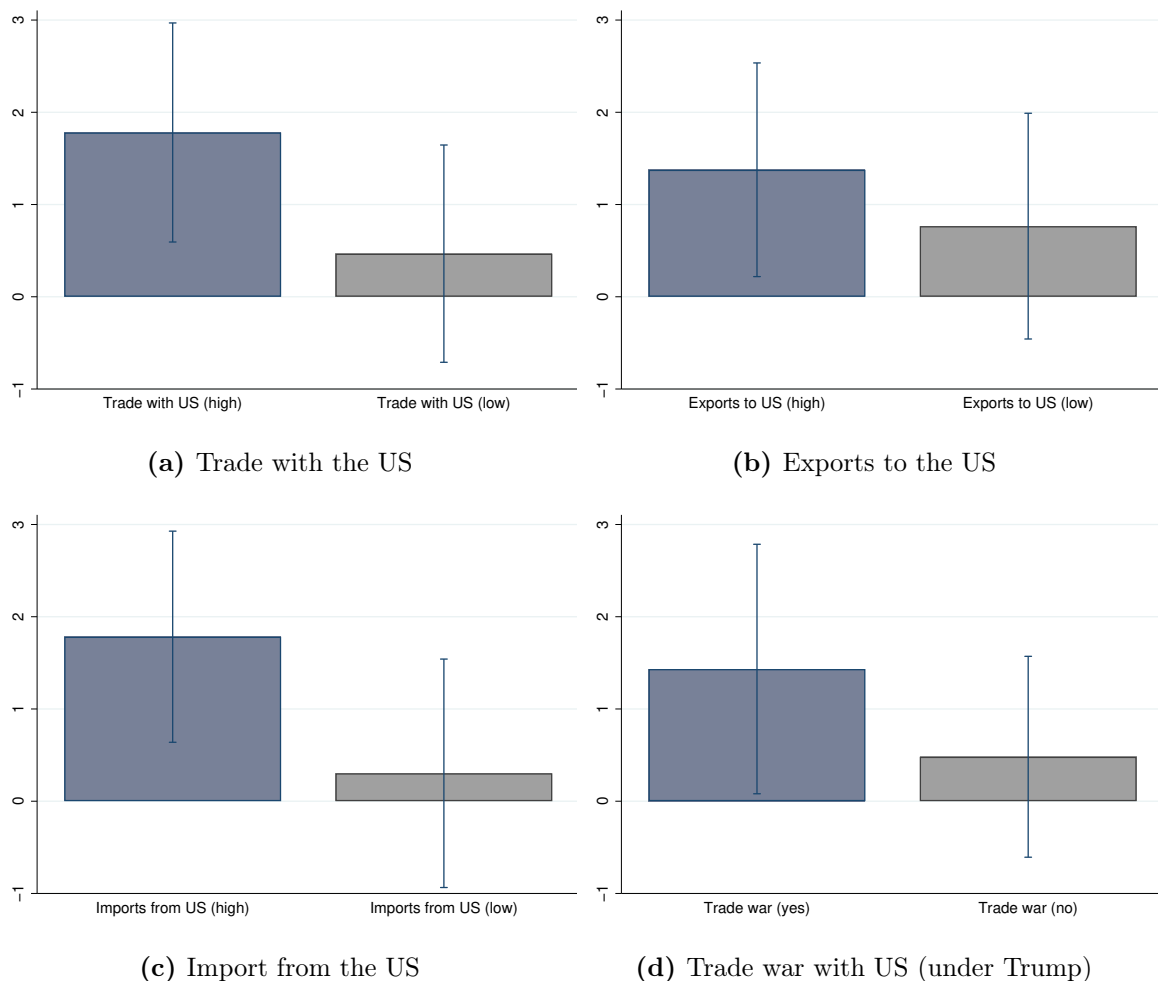 3
2
1
0
−1
Trade with US (high) Trade with US (low)
(a) Trade with the US
3
2
1
0
−1
Exports to US (high) Exports to US (low)
(b) Exports to the US
3
2
1
0
−1
Imports from US (high) Imports from US (low)
(c) Import from the US
3
2
1
0
−1
Trade war (yes) Trade war (no)
(d) Trade war with US (under Trump)